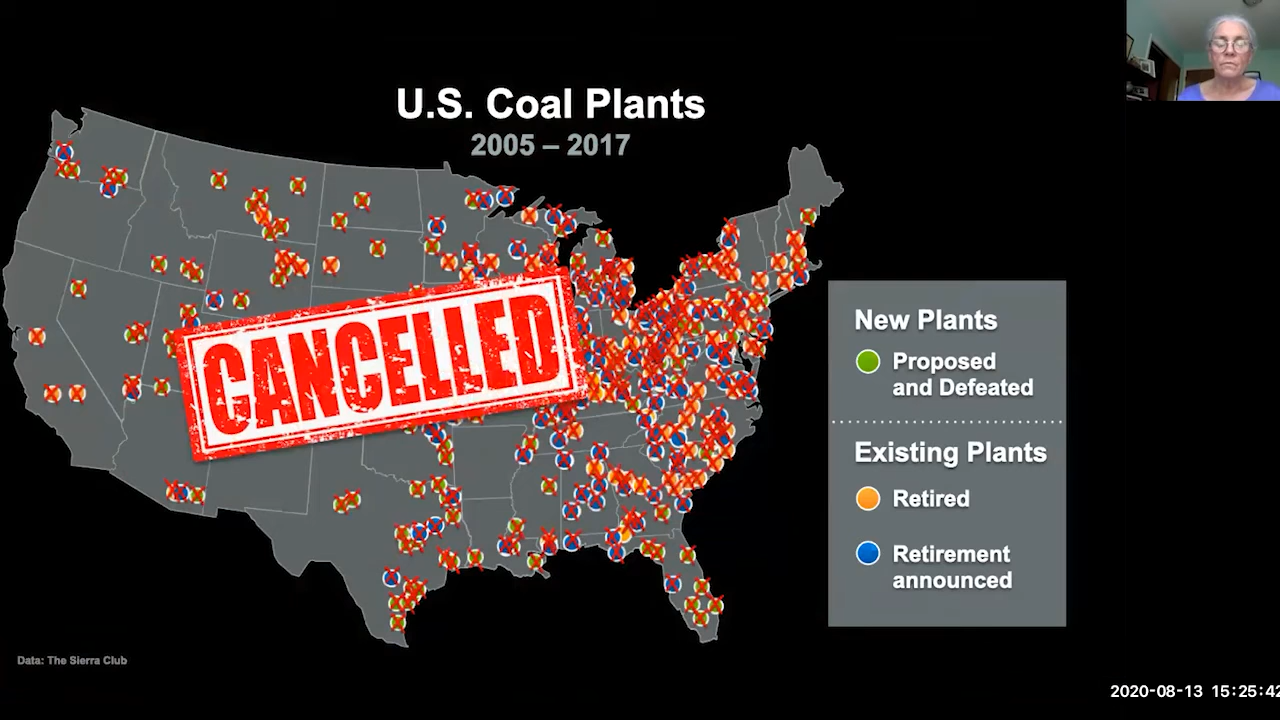 U.S. Coal Plants
2005 – 2017
CANCELLED
New Plants
Proposed
and Defeated
Existing Plants
Retired
Retirement
announced
Data: The Sierra Club
2020-08-13 15:25:42